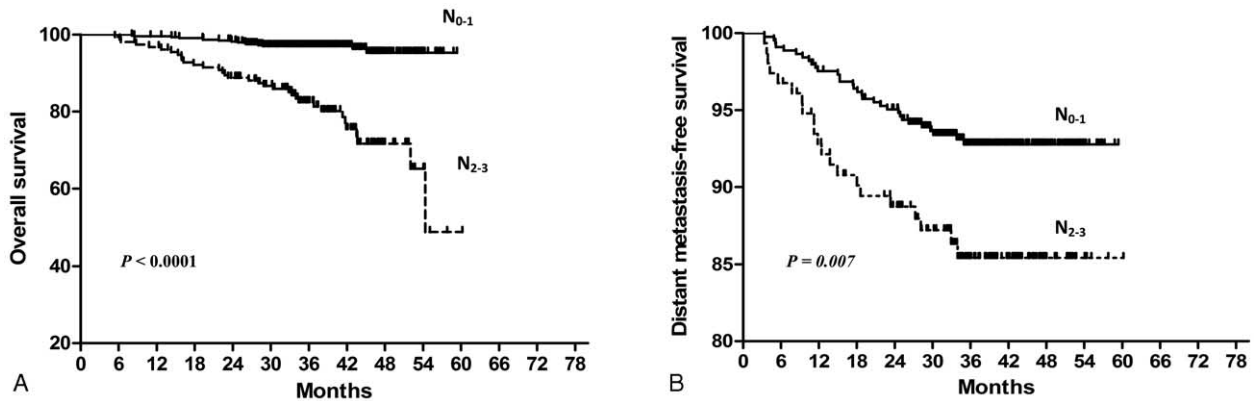 N0-1
N2-3
P < 0.0001
Overall survival
100
80
60
40
20
0 6 12 18 24 30 36 42 48 54 60 66 72 78
Months
A
N0-1
N2-3
P = 0.007
Distant metastasis-free survival
100
95
90
85
80
0 6 12 18 24 30 36 42 48 54 60 66 72 78
Months
B